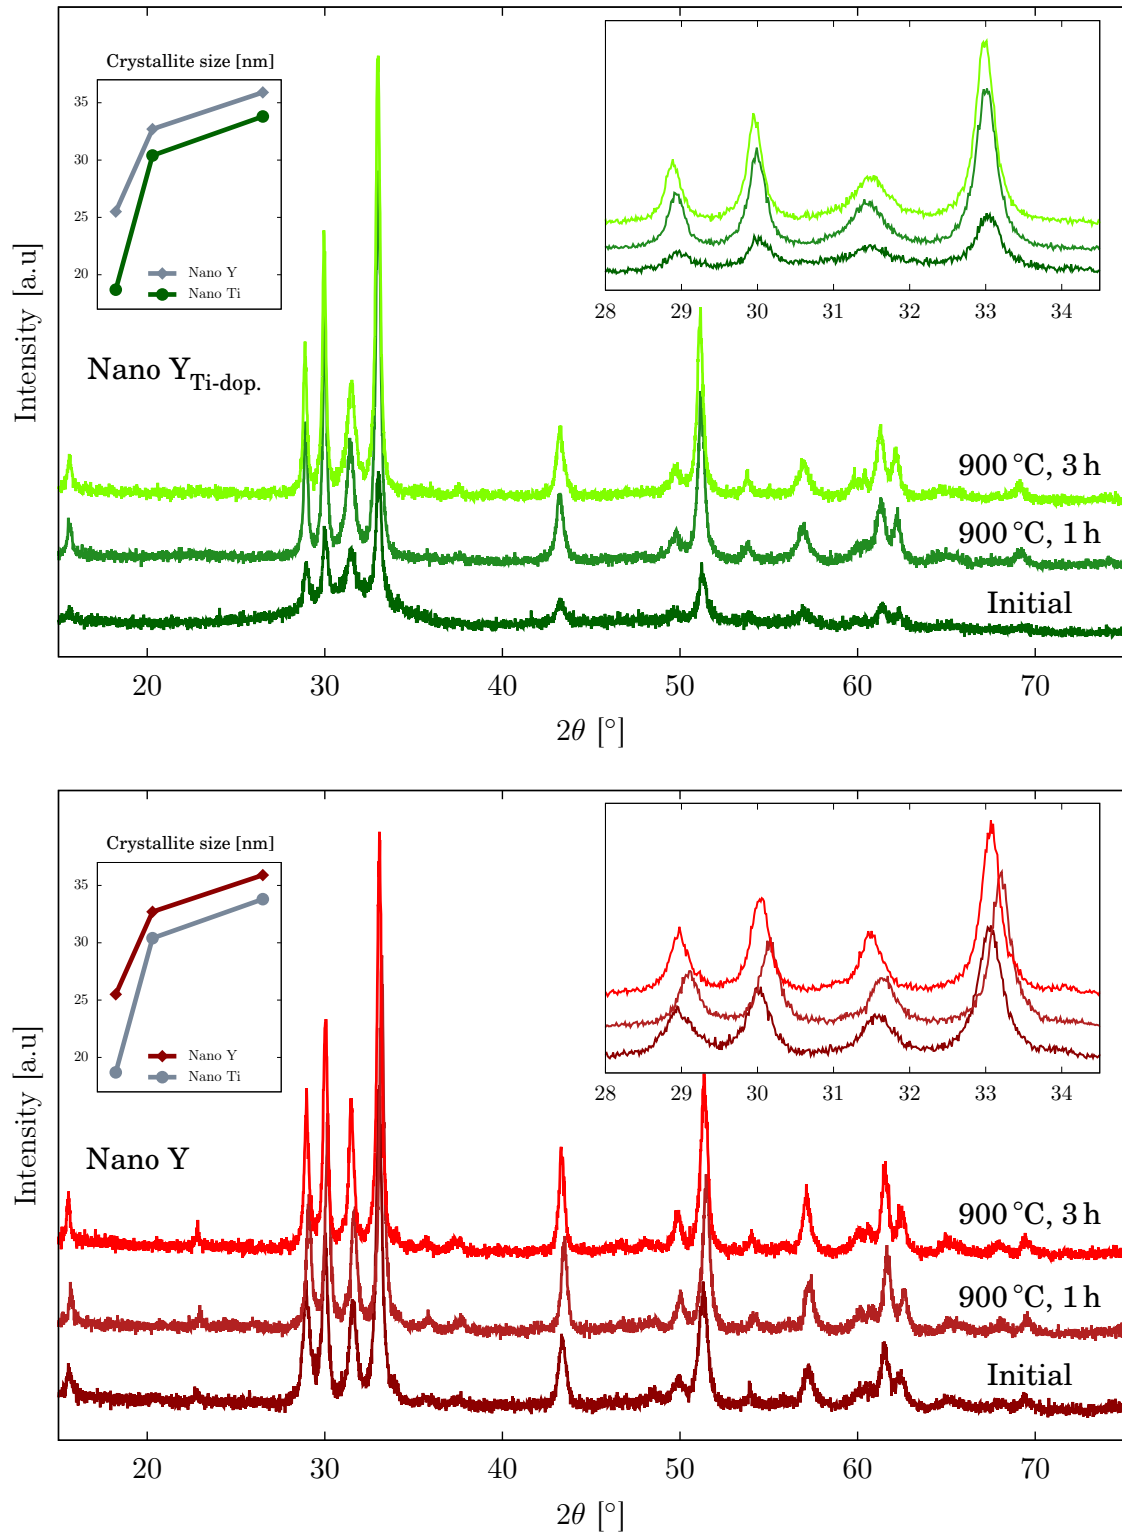 Crystallite size [nm]
35
30
25
20
Nano Y
Nano Ti
28 29 30 31 32 33 34
Intensity [a.u]
Nano Y_Ti-dop.
900 °C, 3 h
900 °C, 1 h
Initial
20 30 40 50 60 70
2θ [°]
Crystallite size [nm]
35
30
25
20
Nano Y
Nano Ti
28 29 30 31 32 33 34
Intensity [a.u]
Nano Y
900 °C, 3 h
900 °C, 1 h
Initial
20 30 40 50 60 70
2θ [°]